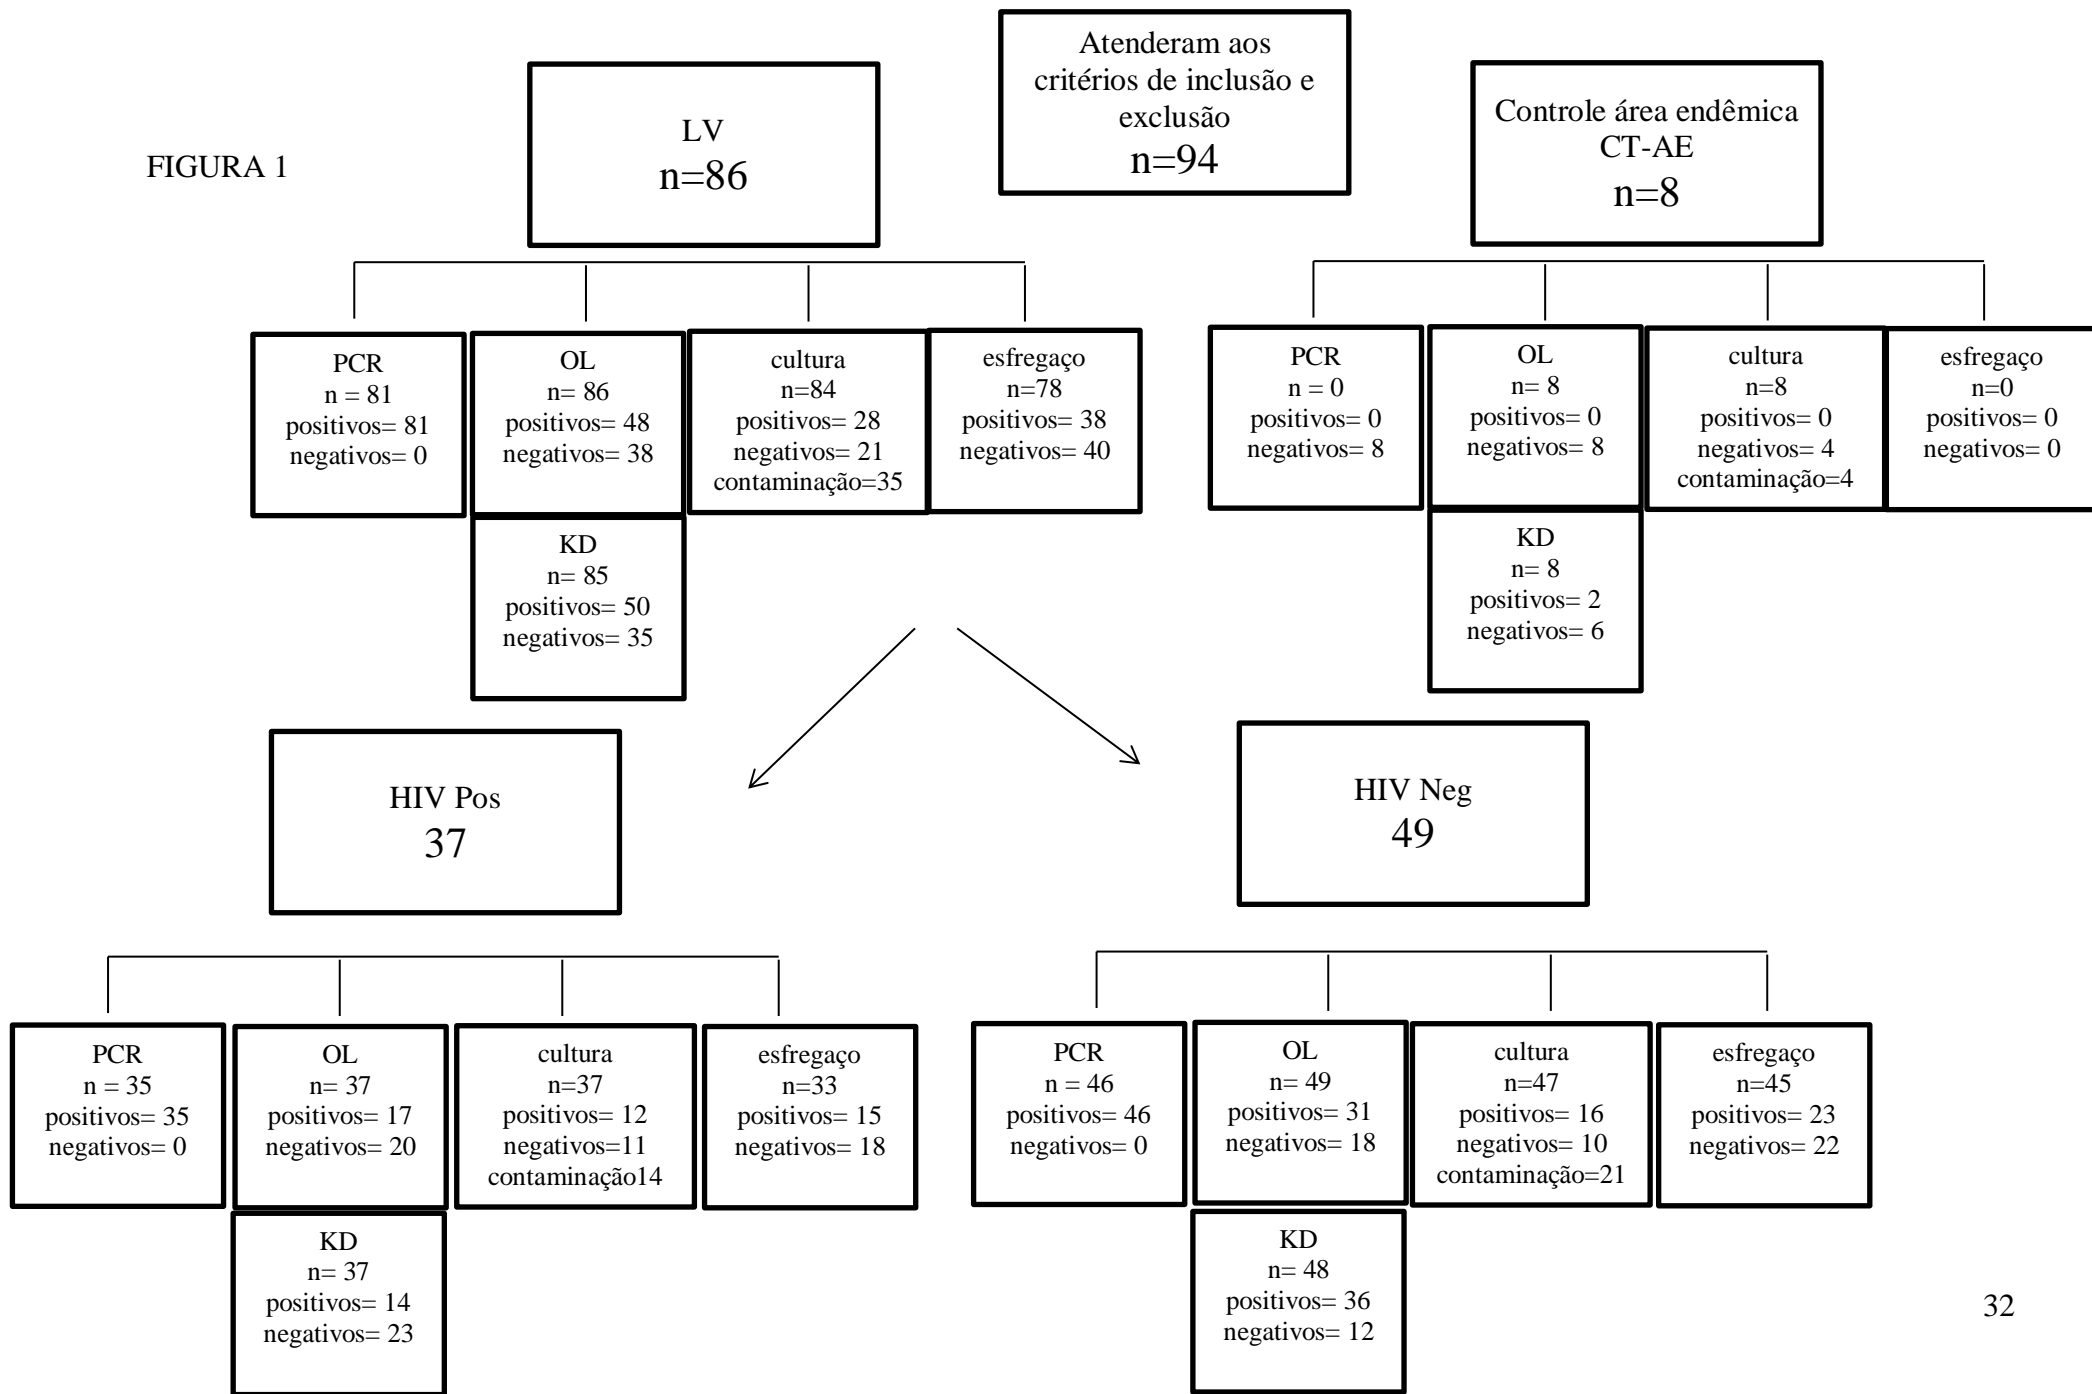 FIGURA 1
LV
n=86
Atenderam aos
critérios de inclusão e
exclusão
n=94
Controle área endêmica
CT-AE
n=8
PCR
n = 81
positivos= 81
negativos= 0
OL
n= 86
positivos= 48
negativos= 38
cultura
n=84
positivos= 28
negativos= 21
contaminação=35
esfregaço
n=78
positivos= 38
negativos= 40
KD
n= 85
positivos= 50
negativos= 35
PCR
n = 0
positivos= 0
negativos= 8
OL
n= 8
positivos= 0
negativos= 8
cultura
n=8
positivos= 0
negativos= 4
contaminação=4
esfregaço
n=0
positivos= 0
negativos= 0
KD
n= 8
positivos= 2
negativos= 6
HIV Pos
37
HIV Neg
49
PCR
n = 35
positivos= 35
negativos= 0
OL
n= 37
positivos= 17
negativos= 20
cultura
n=37
positivos= 12
negativos=11
contaminação14
esfregaço
n=33
positivos= 15
negativos= 18
KD
n= 37
positivos= 14
negativos= 23
PCR
n = 46
positivos= 46
negativos= 0
OL
n= 49
positivos= 31
negativos= 18
cultura
n=47
positivos= 16
negativos= 10
contaminação=21
esfregaço
n=45
positivos= 23
negativos= 22
KD
n= 48
positivos= 36
negativos= 12
32